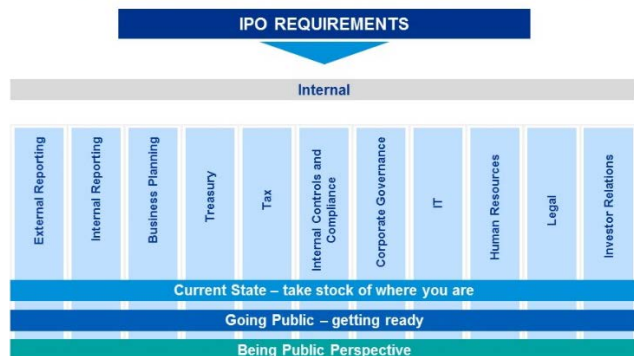 IPO REQUIREMENTS
Internal
External Reporting
Internal Reporting
Business Planning
Treasury
Tax
Internal Controls and
Compliance
Corporate Governance
IT
Human Resources
Legal
Investor Relations
Current State – take stock of where you are
Going Public – getting ready
Being Public Perspective